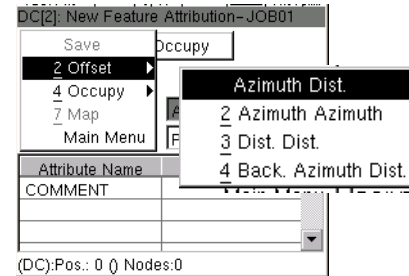 DC[2]: New Feature Attribution-JOB01
Save
Occupy
2 Offset
4 Occupy
7 Map
Main Menu
Azimuth Dist.
2 Azimuth Azimuth
3 Dist. Dist.
4 Back. Azimuth Dist.
Attribute Name
COMMENT
(DC):Pos.: 0 () Nodes:0